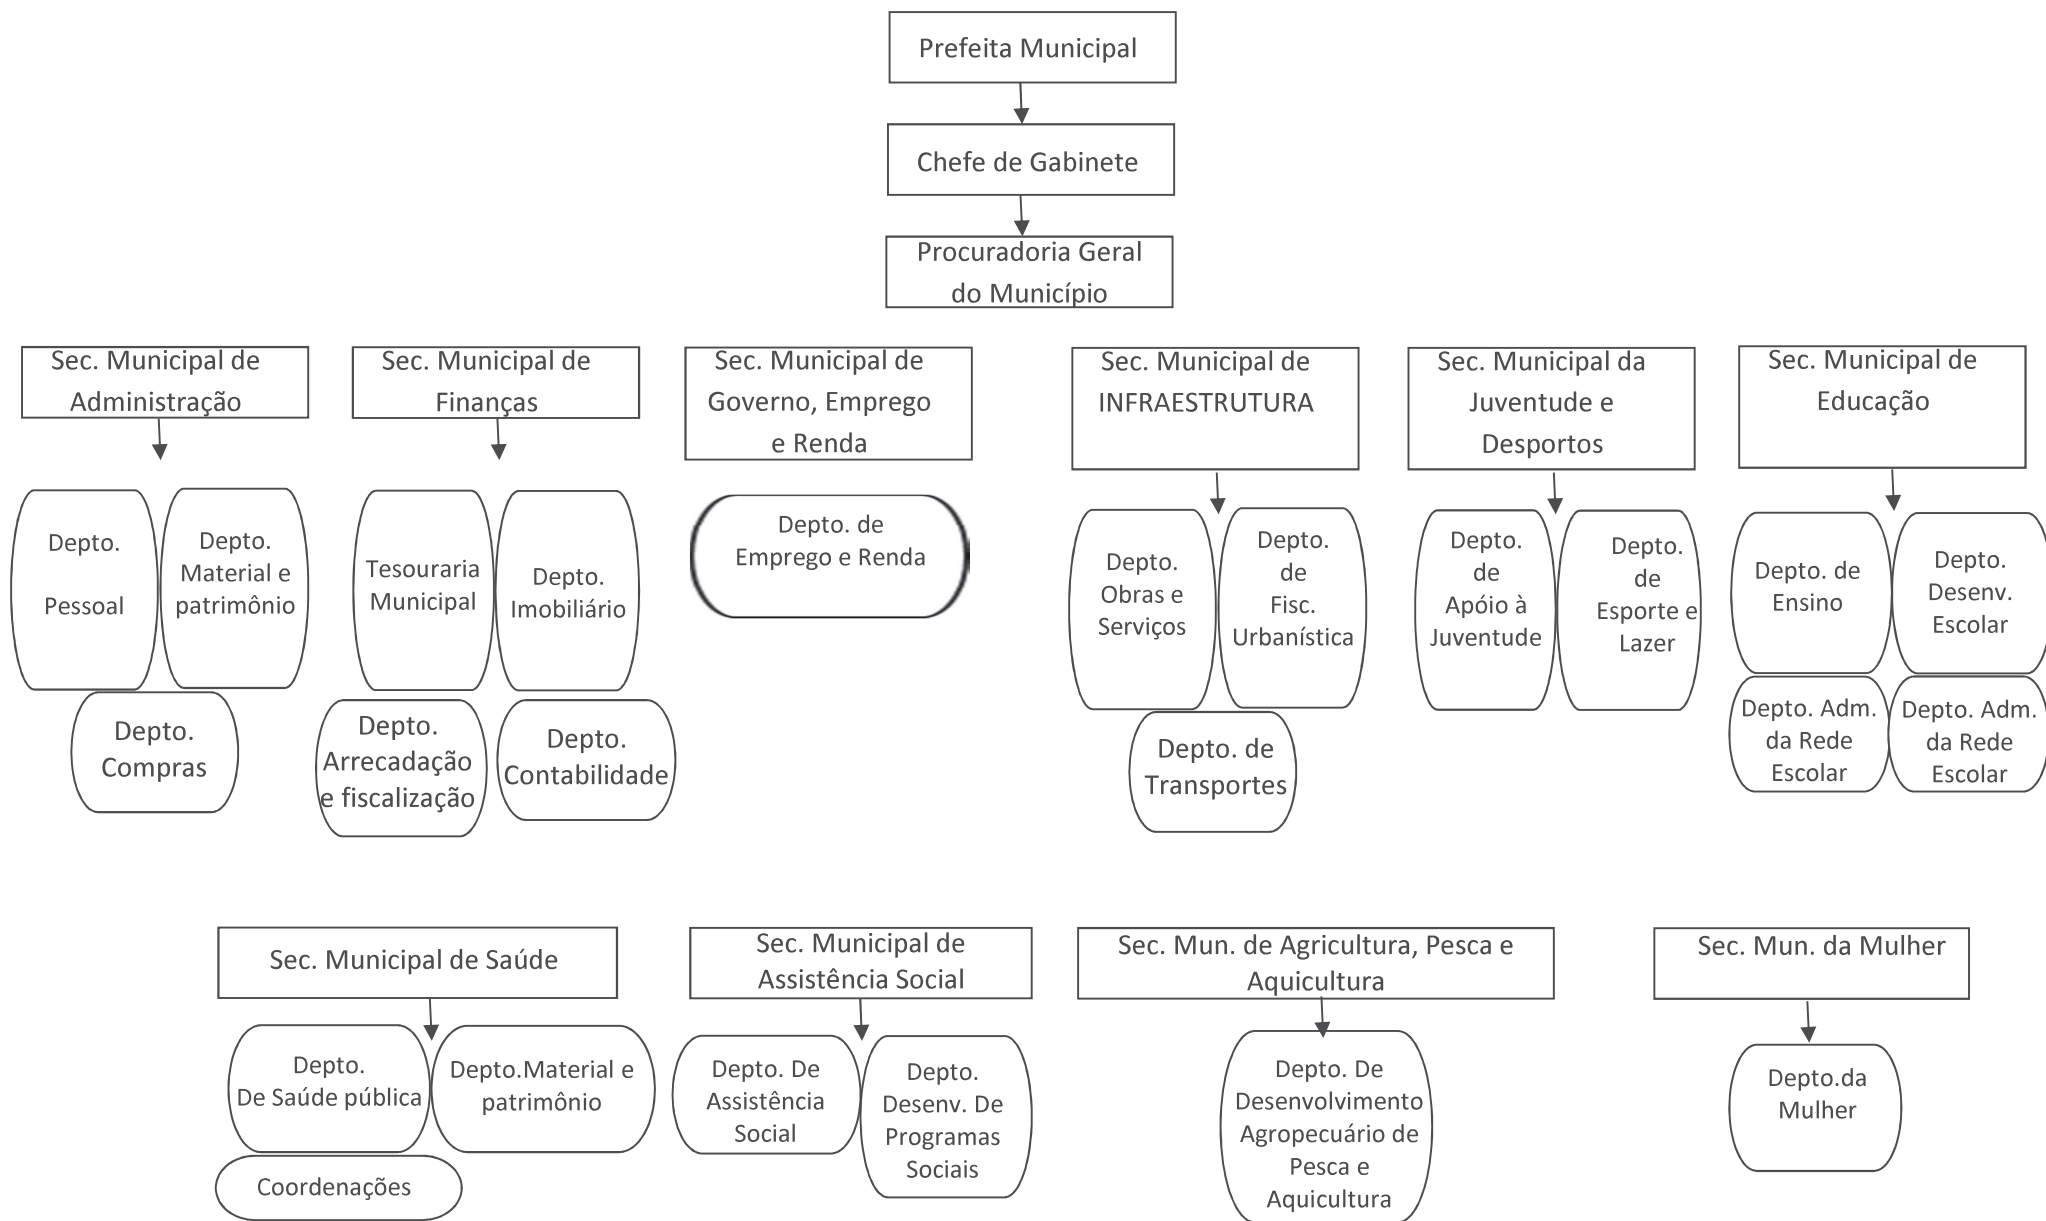 Prefeita Municipal
Chefe de Gabinete
Procuradoria Geral
do Município
Sec. Municipal de
Administração
Sec. Municipal de
Finanças
Sec. Municipal de
Governo, Emprego
e Renda
Sec. Municipal de
INFRAESTRUTURA
Sec. Municipal da
Juventude e
Desportos
Sec. Municipal de
Educação
Depto.
Pessoal
Depto.
Material e
patrimônio
Depto.
Compras
Tesouraria
Municipal
Depto.
Imobiliário
Depto.
Arrecadação
e fiscalização
Depto.
Contabilidade
Depto. de
Emprego e Renda
Depto.
Obras e
Serviços
Depto.
de
Fisc.
Urbanística
Depto. de
Transportes
Depto.
de
Apóio à
Juventude
Depto.
de
Esporte e
Lazer
Depto. de
Ensino
Depto.
Desenv.
Escolar
Depto. Adm.
da Rede
Escolar
Depto. Adm.
da Rede
Escolar
Sec. Municipal de Saúde
Sec. Municipal de
Assistência Social
Sec. Mun. de Agricultura, Pesca e
Aquicultura
Sec. Mun. da Mulher
Depto.
De Saúde pública
Depto.Material e
patrimônio
Coordenações
Depto. De
Assistência
Social
Depto.
Desenv. De
Programas
Sociais
Depto. De
Desenvolvimento
Agropecuário de
Pesca e
Aquicultura
Depto.da
Mulher